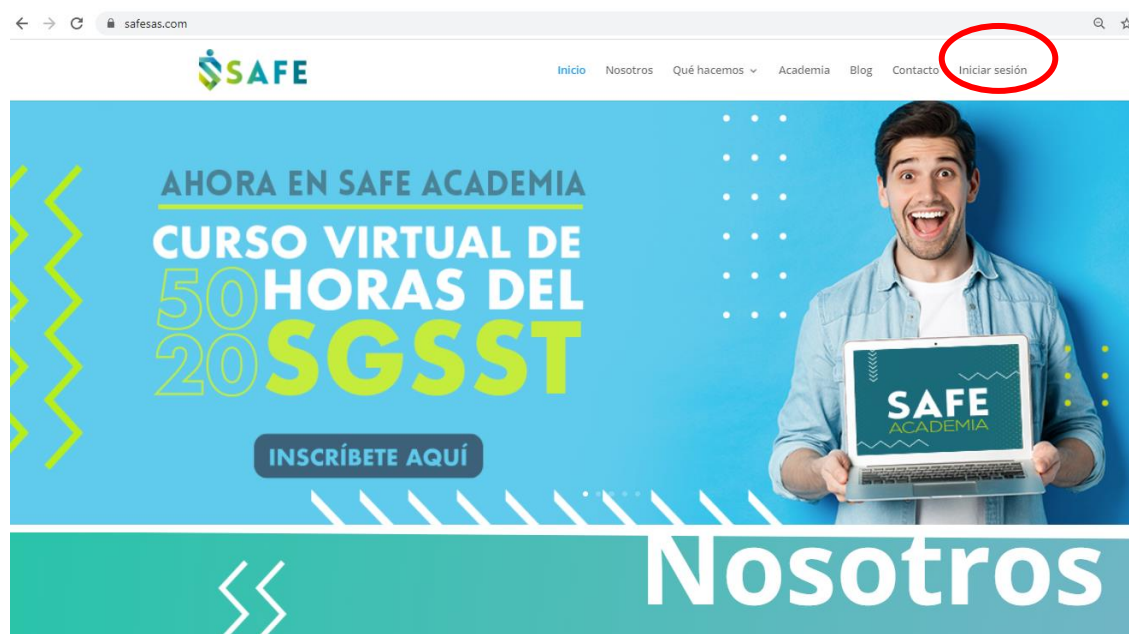 safesas.com
SAFE
Inicio Nosotros Qué hacemos Academia Blog Contacto Iniciar sesión
AHORA EN SAFE ACADEMIA
CURSO VIRTUAL DE
50 HORAS DEL
20 SGSST
SAFE
ACADEMIA
INSCRÍBETE AQUÍ
Nosotros